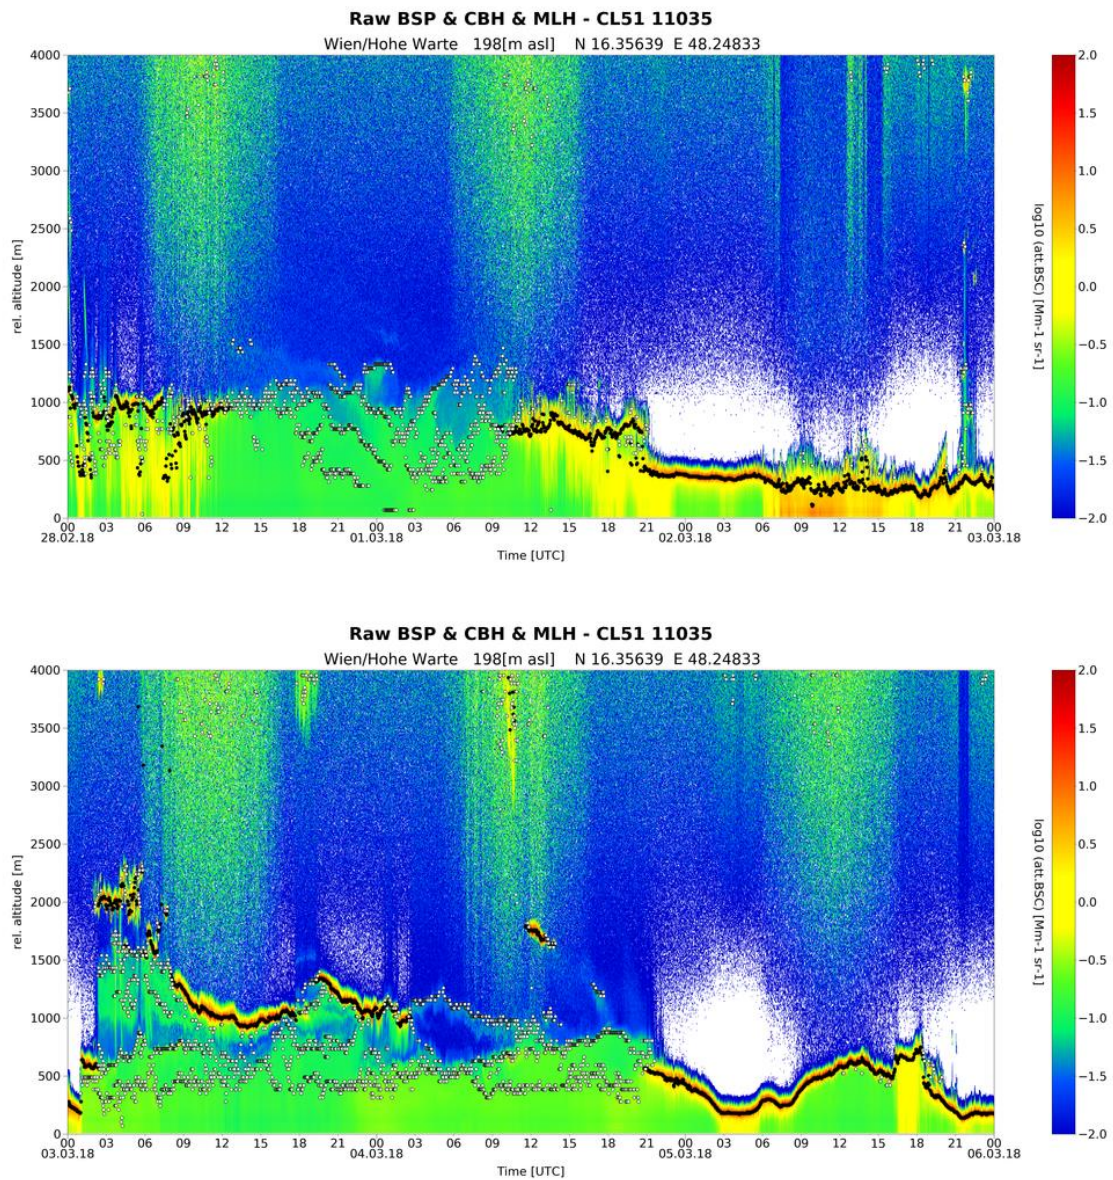 Raw BSP & CBH & MLH - CL51 11035
Wien/Hohe Warte 198[m asl] N 16.35639 E 48.24833
4000
3500
3000
2500
2000
1500
1000
500
0
rel. altitude [m]
00 03 06 09 12 15 18 21 00 03 06 09 12 15 18 21 00 03 06 09 12 15 18 21 00
28.02.18 01.03.18 02.03.18 03.03.18
Time [UTC]
2.0
1.5
1.0
0.5
0.0
−0.5
−1.0
−1.5
−2.0
log10 (att.BSC) [Mm-1 sr-1]
Raw BSP & CBH & MLH - CL51 11035
Wien/Hohe Warte 198[m asl] N 16.35639 E 48.24833
4000
3500
3000
2500
2000
1500
1000
500
0
rel. altitude [m]
00 03 06 09 12 15 18 21 00 03 06 09 12 15 18 21 00 03 06 09 12 15 18 21 00
03.03.18 04.03.18 05.03.18 06.03.18
Time [UTC]
2.0
1.5
1.0
0.5
0.0
−0.5
−1.0
−1.5
−2.0
log10 (att.BSC) [Mm-1 sr-1]